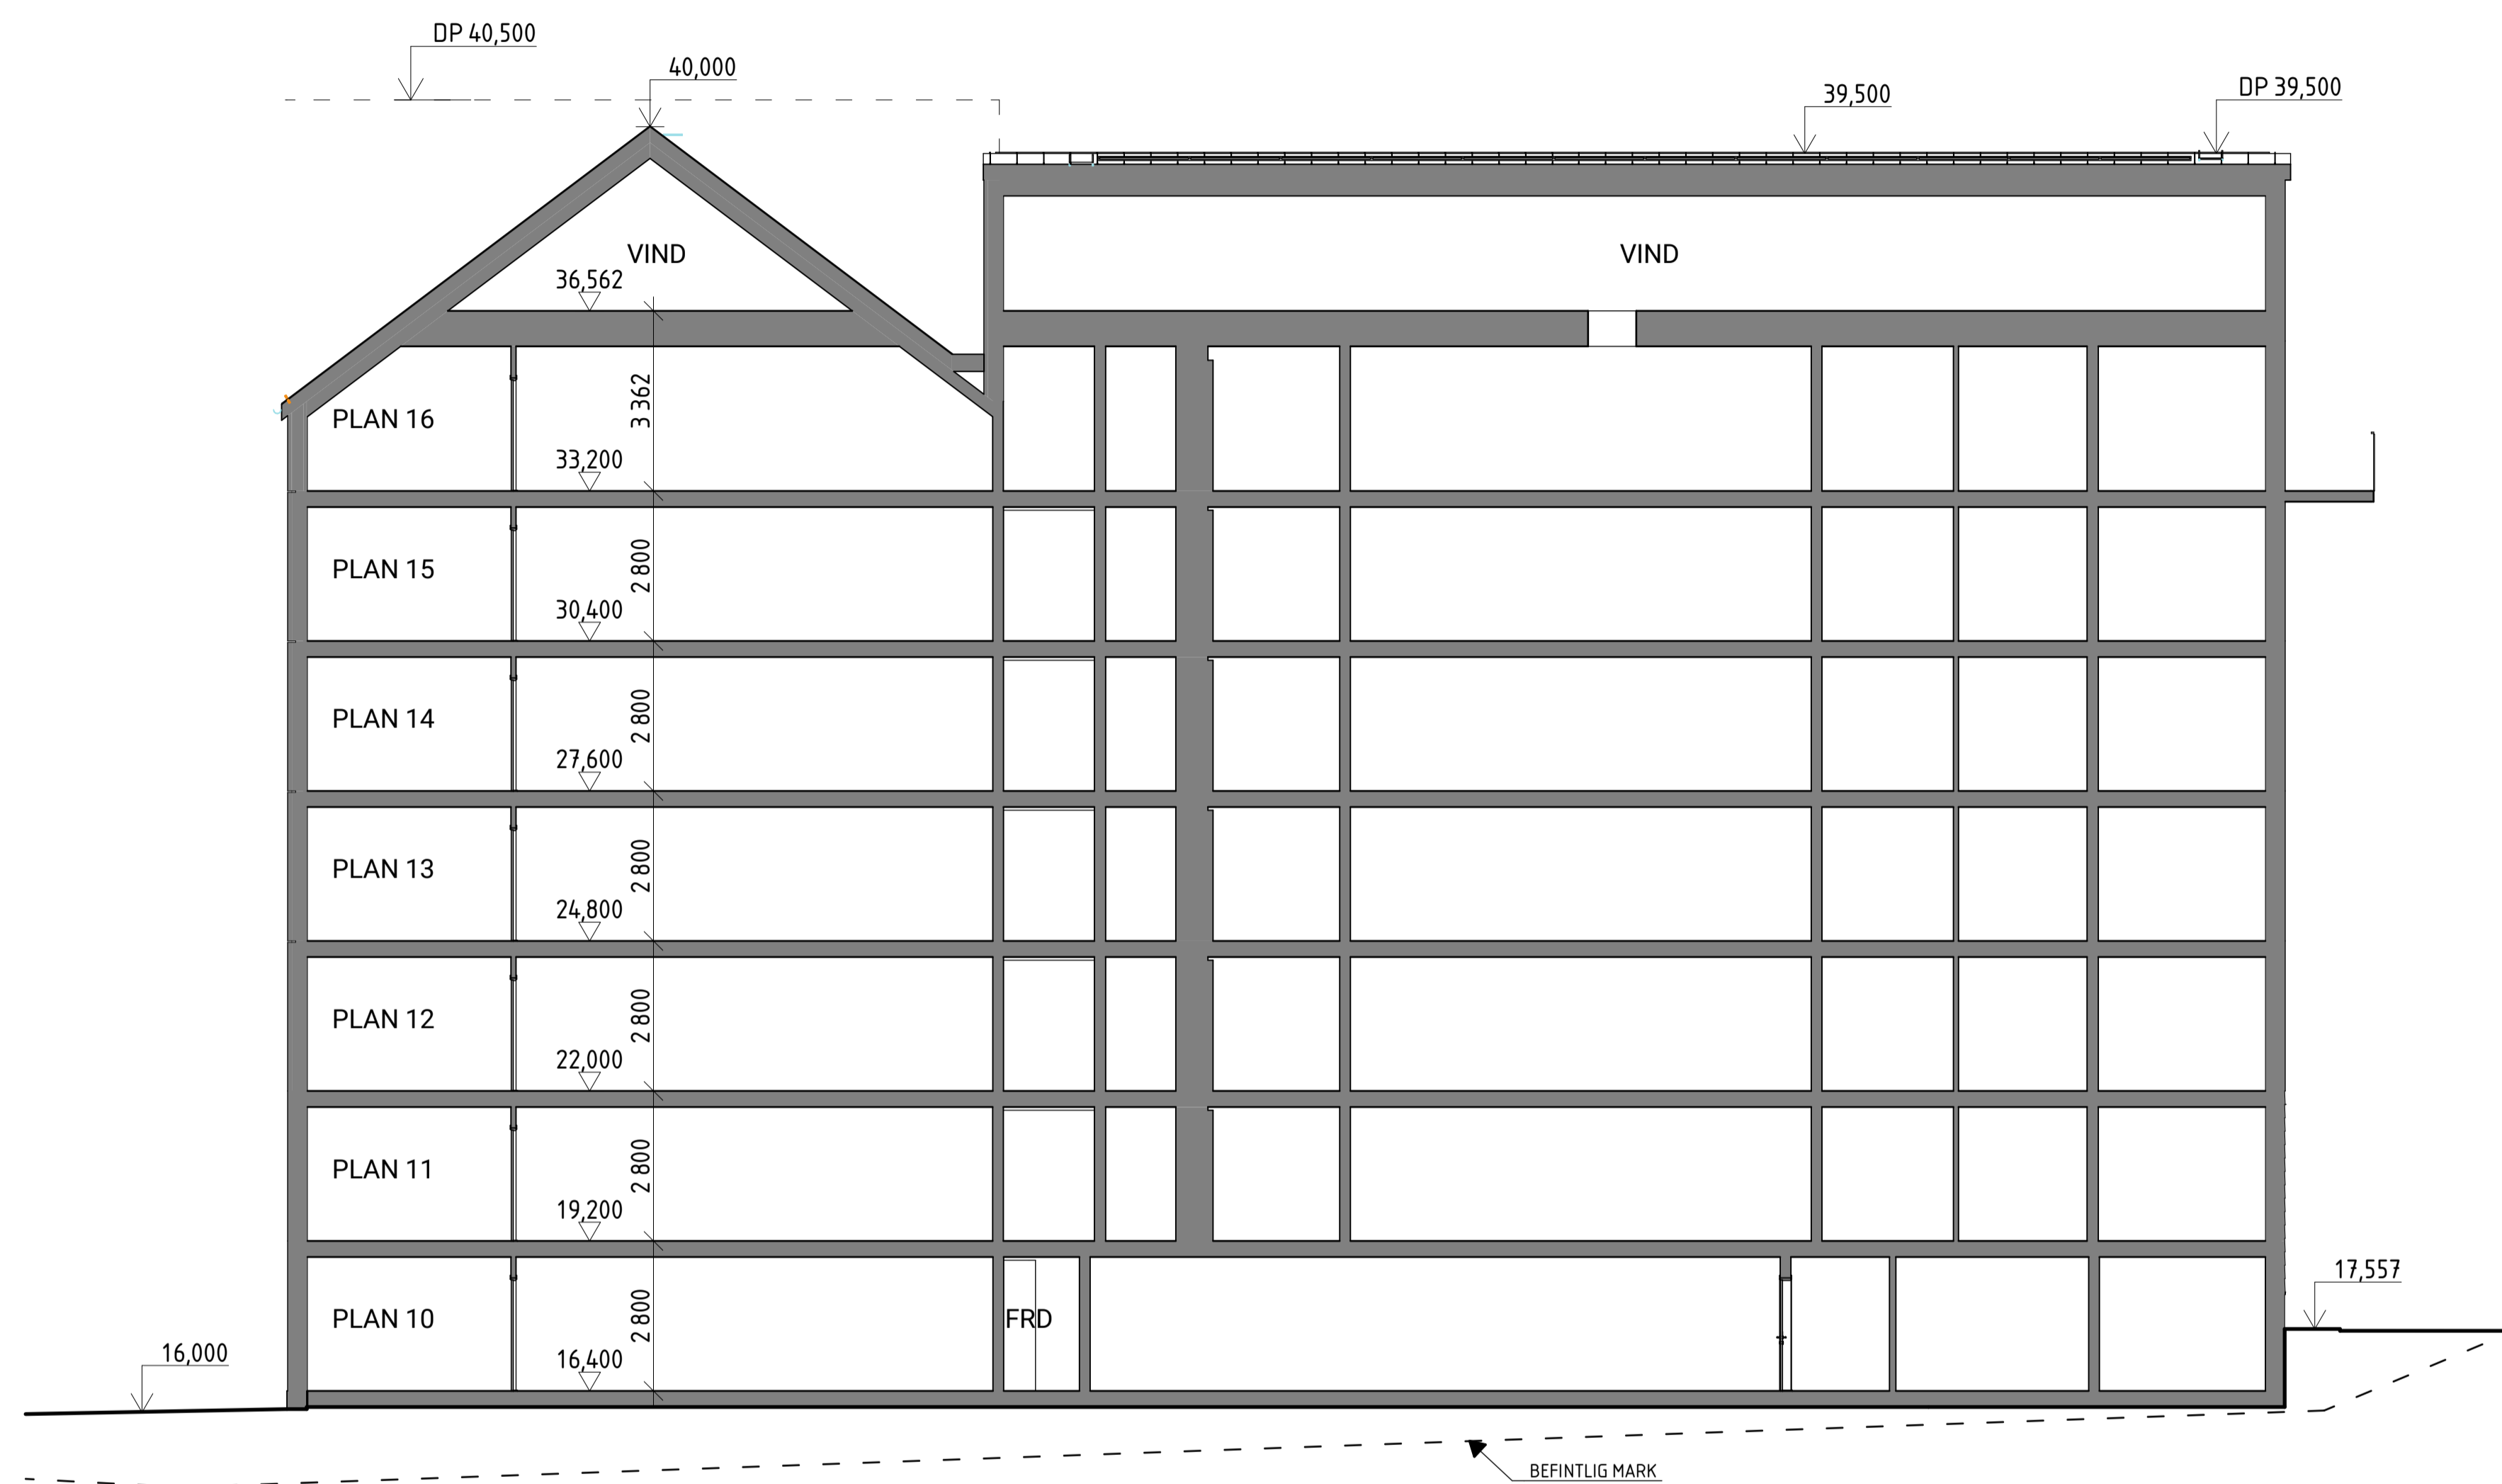 DP 40,500
40,000
39,500
DP 39,500
VIND
VIND
36,562
3 362
PLAN 16
33,200
2 800
PLAN 15
30,400
2 800
PLAN 14
27,600
2 800
PLAN 13
24,800
2 800
PLAN 12
22,000
2 800
PLAN 11
19,200
17,557
2 800
PLAN 10
FRD
16,400
16,000
BEFINTLIG MARK